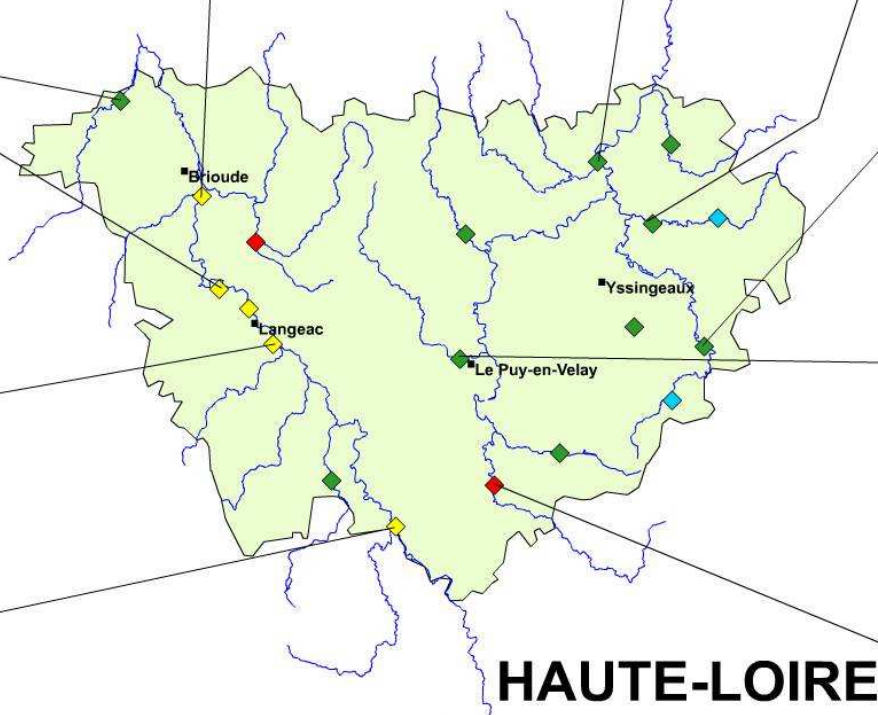 Brioude
Yssingeaux
Langeac
Le Puy-en-Velay
HAUTE-LOIRE